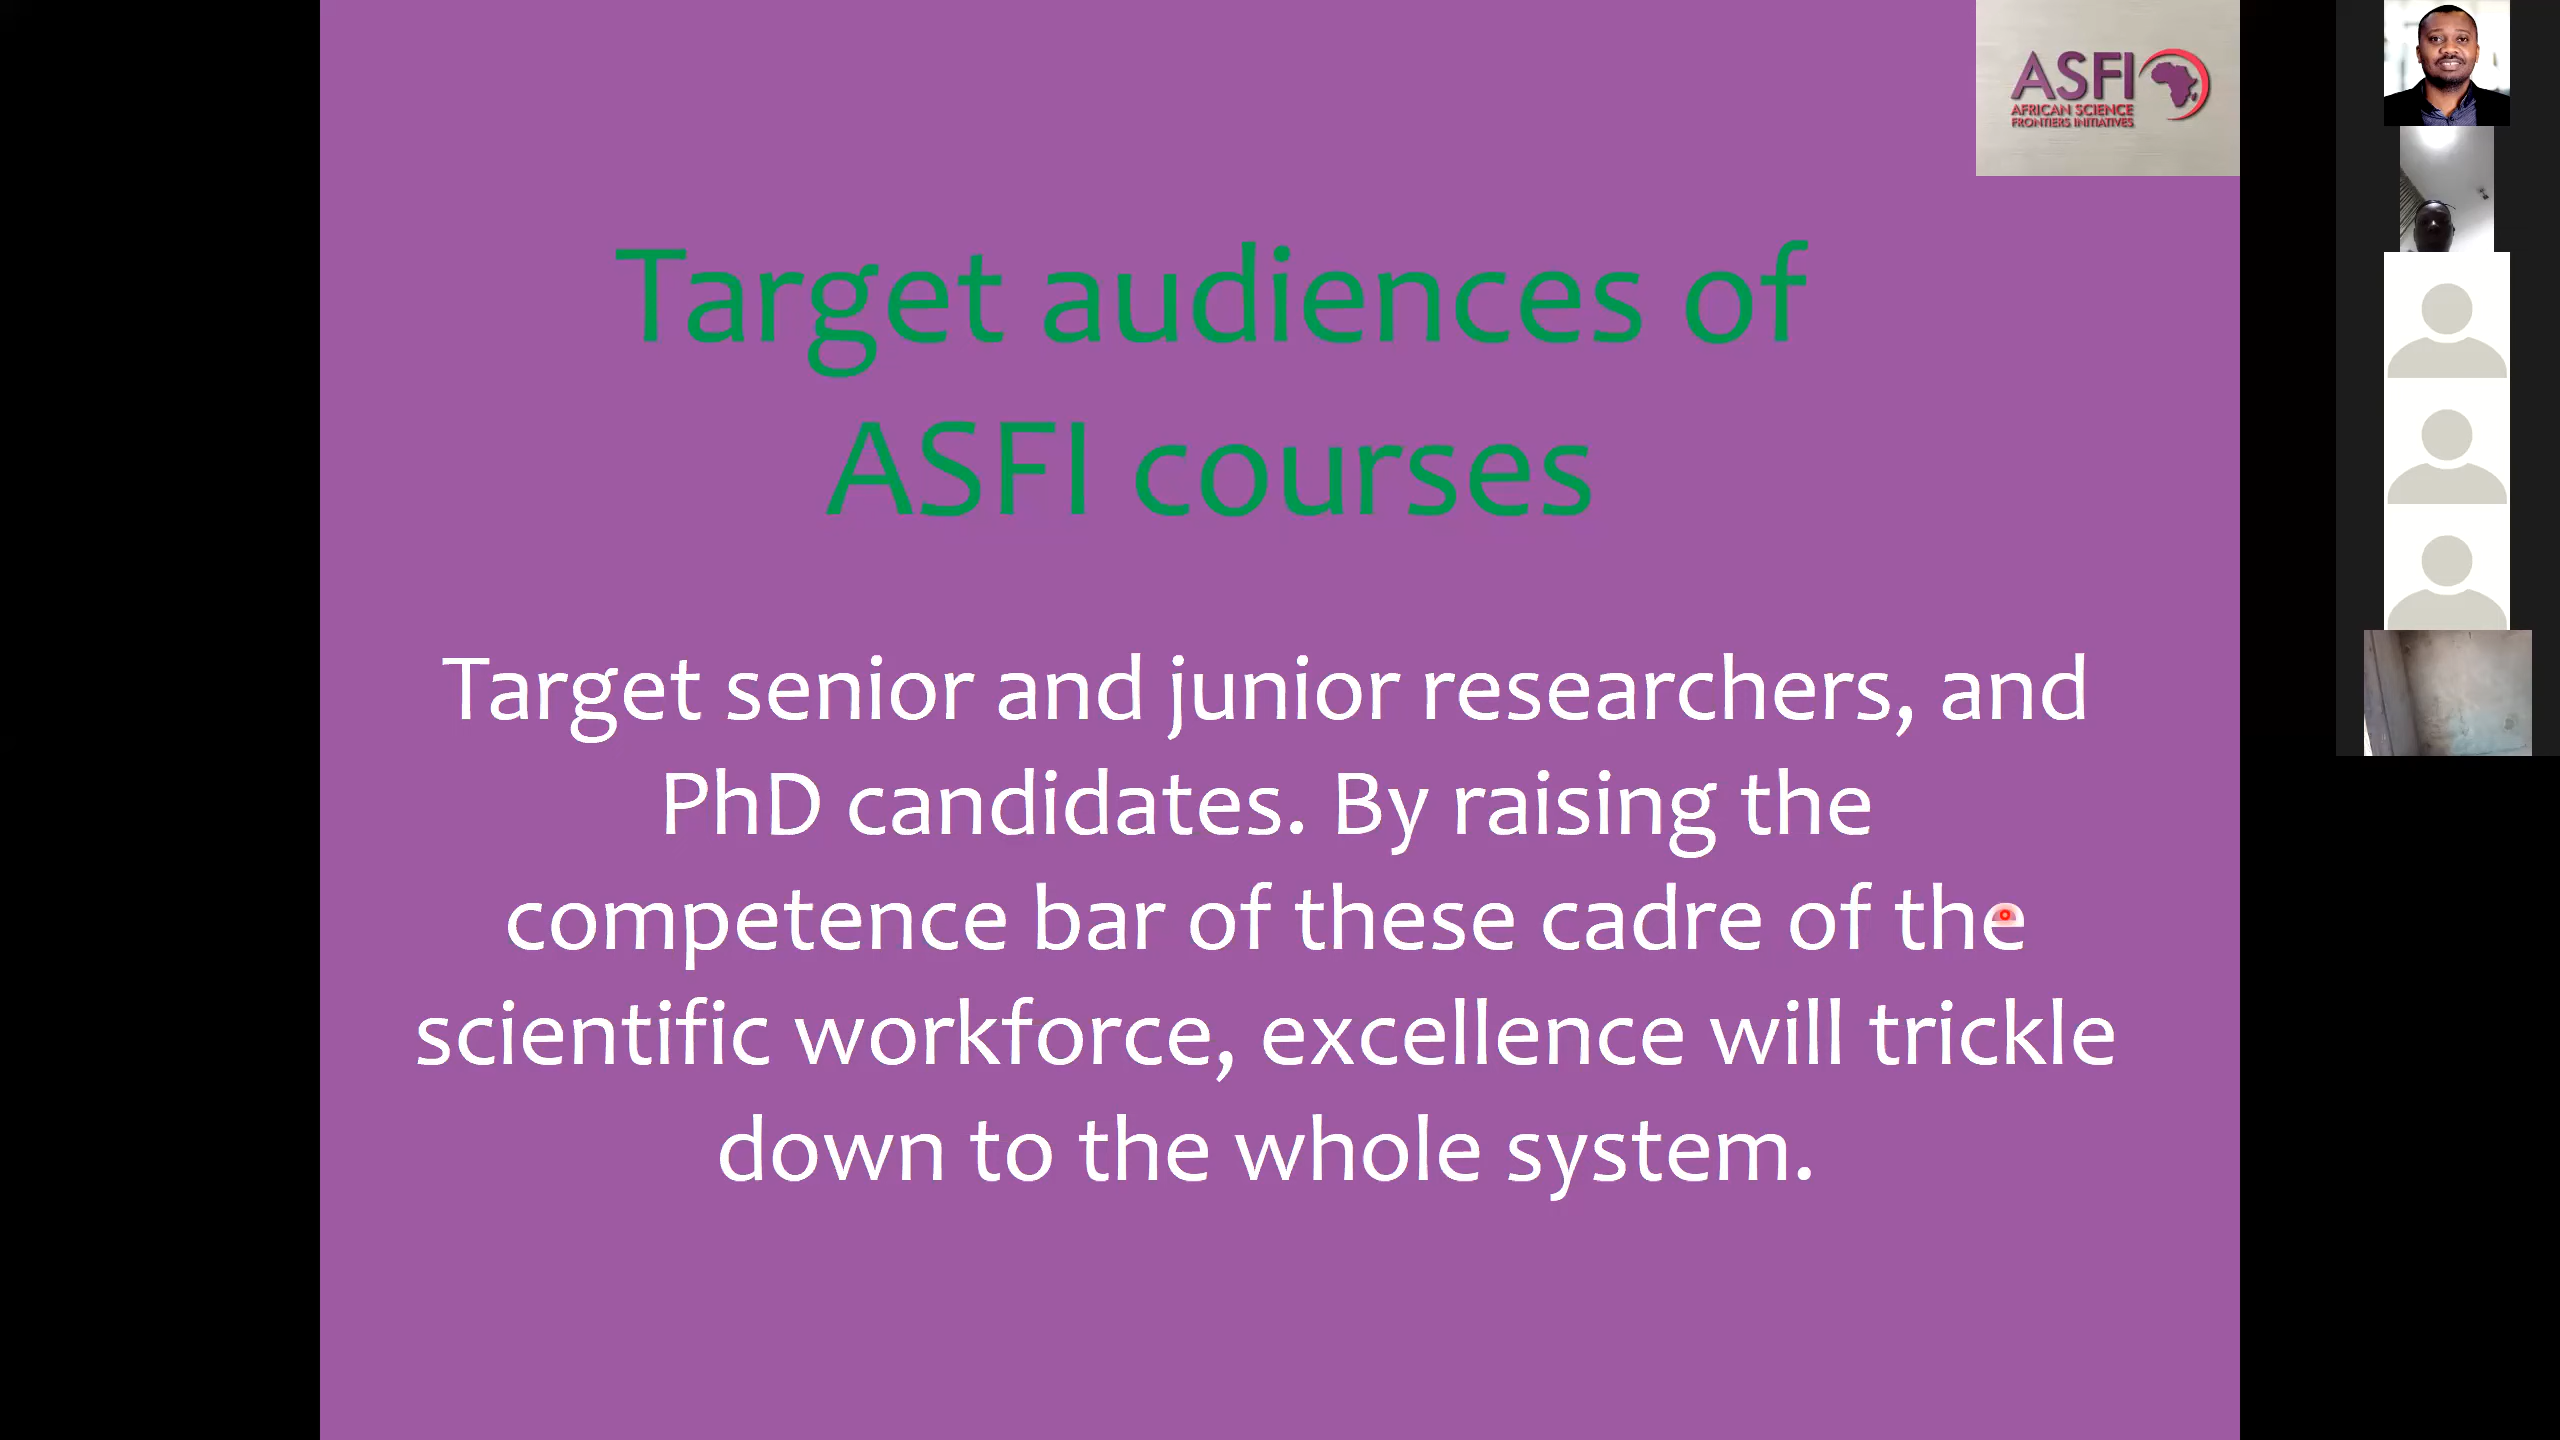 ASFI
AFRICAN SCIENCE
FRONTIERS INITIATIVES
Target audiences of
ASFI courses
Target senior and junior researchers, and
PhD candidates. By raising the
competence bar of these cadre of the
scientific workforce, excellence will trickle
down to the whole system.